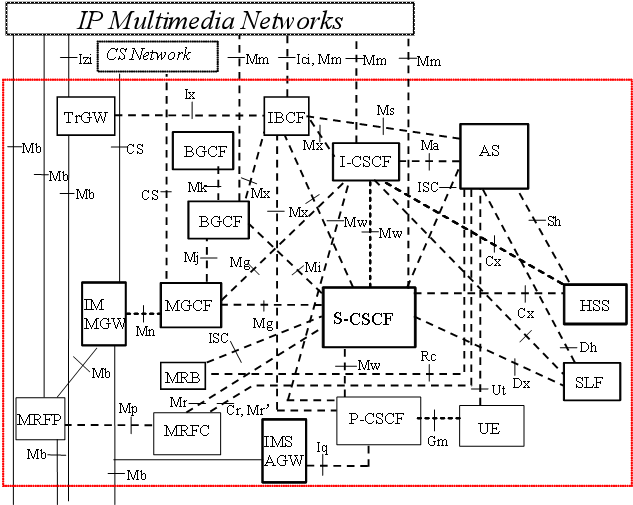 IP Multimedia Networks
CS Network
Izi
Mm
Ici, Mm
Mm
Mm
TrGW
Ix
IBCF
Ms
AS
Mb
Mb
Mb
CS
BGCF
Mx
I-CSCF
Ma
CS
Mk
Mx
Mx
ISC
BGCF
Mw
Mw
Sh
Mj
Mg
Mi
Cx
IM
MGW
Mn
MGCF
Mg
S-CSCF
Cx
HSS
ISC
Mb
MRB
Mw
Rc
Dh
Dx
SLF
Ut
Mr
Cr, Mr’
MRFP
Mp
MRFC
IMS
AGW
P-CSCF
Gm
UE
Mb
Iq
Mb